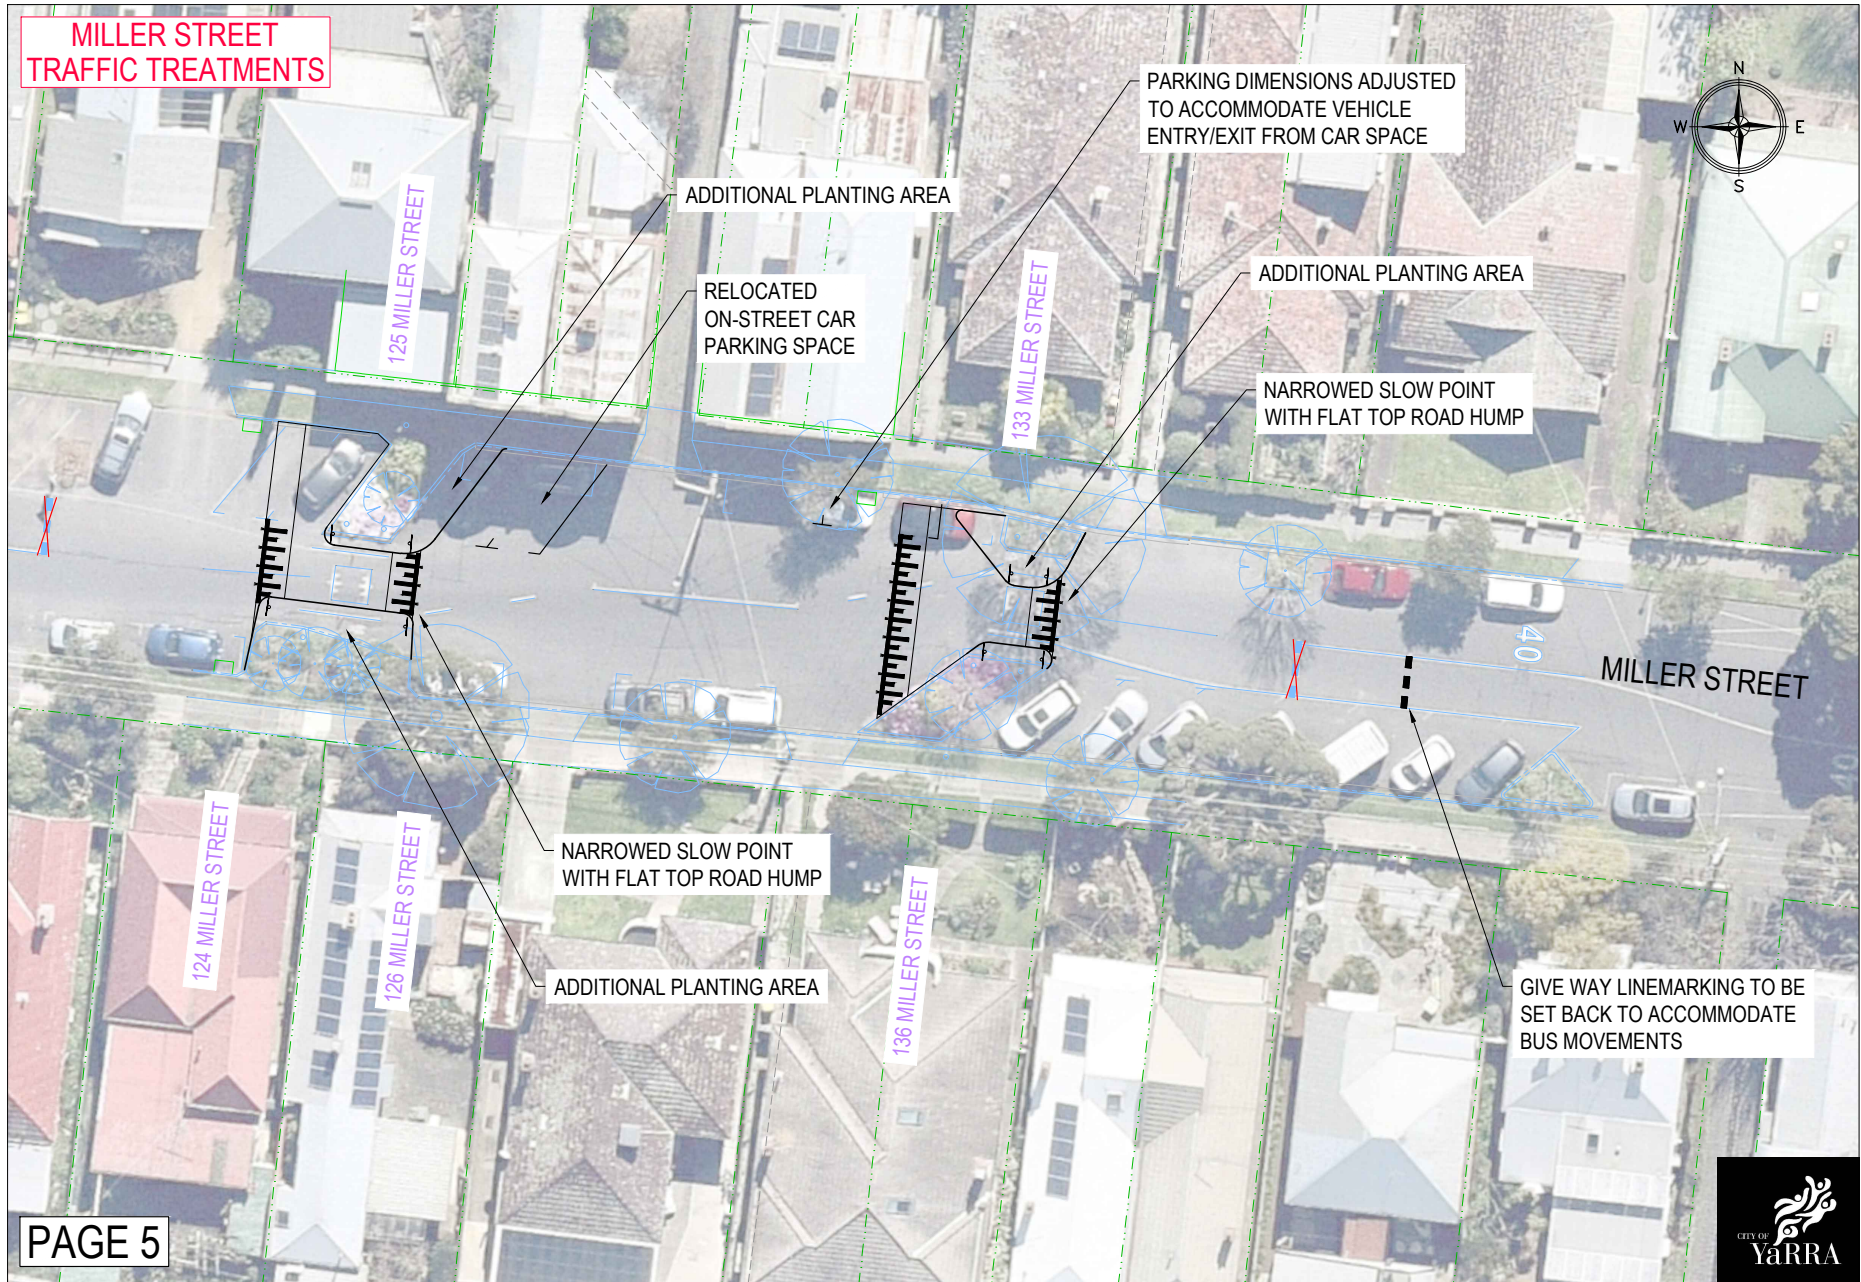 MILLER STREET
TRAFFIC TREATMENTS
PARKING DIMENSIONS ADJUSTED
TO ACCOMMODATE VEHICLE
ENTRY/EXIT FROM CAR SPACE
N
W
E
S
ADDITIONAL PLANTING AREA
125 MILLER STREET
RELOCATED
ON-STREET CAR
PARKING SPACE
133 MILLER STREET
ADDITIONAL PLANTING AREA
NARROWED SLOW POINT
WITH FLAT TOP ROAD HUMP
40
MILLER STREET
40
124 MILLER STREET
126 MILLER STREET
NARROWED SLOW POINT
WITH FLAT TOP ROAD HUMP
136 MILLER STREET
ADDITIONAL PLANTING AREA
GIVE WAY LINEMARKING TO BE
SET BACK TO ACCOMMODATE
BUS MOVEMENTS
PAGE 5
CITY OF
YaRRA